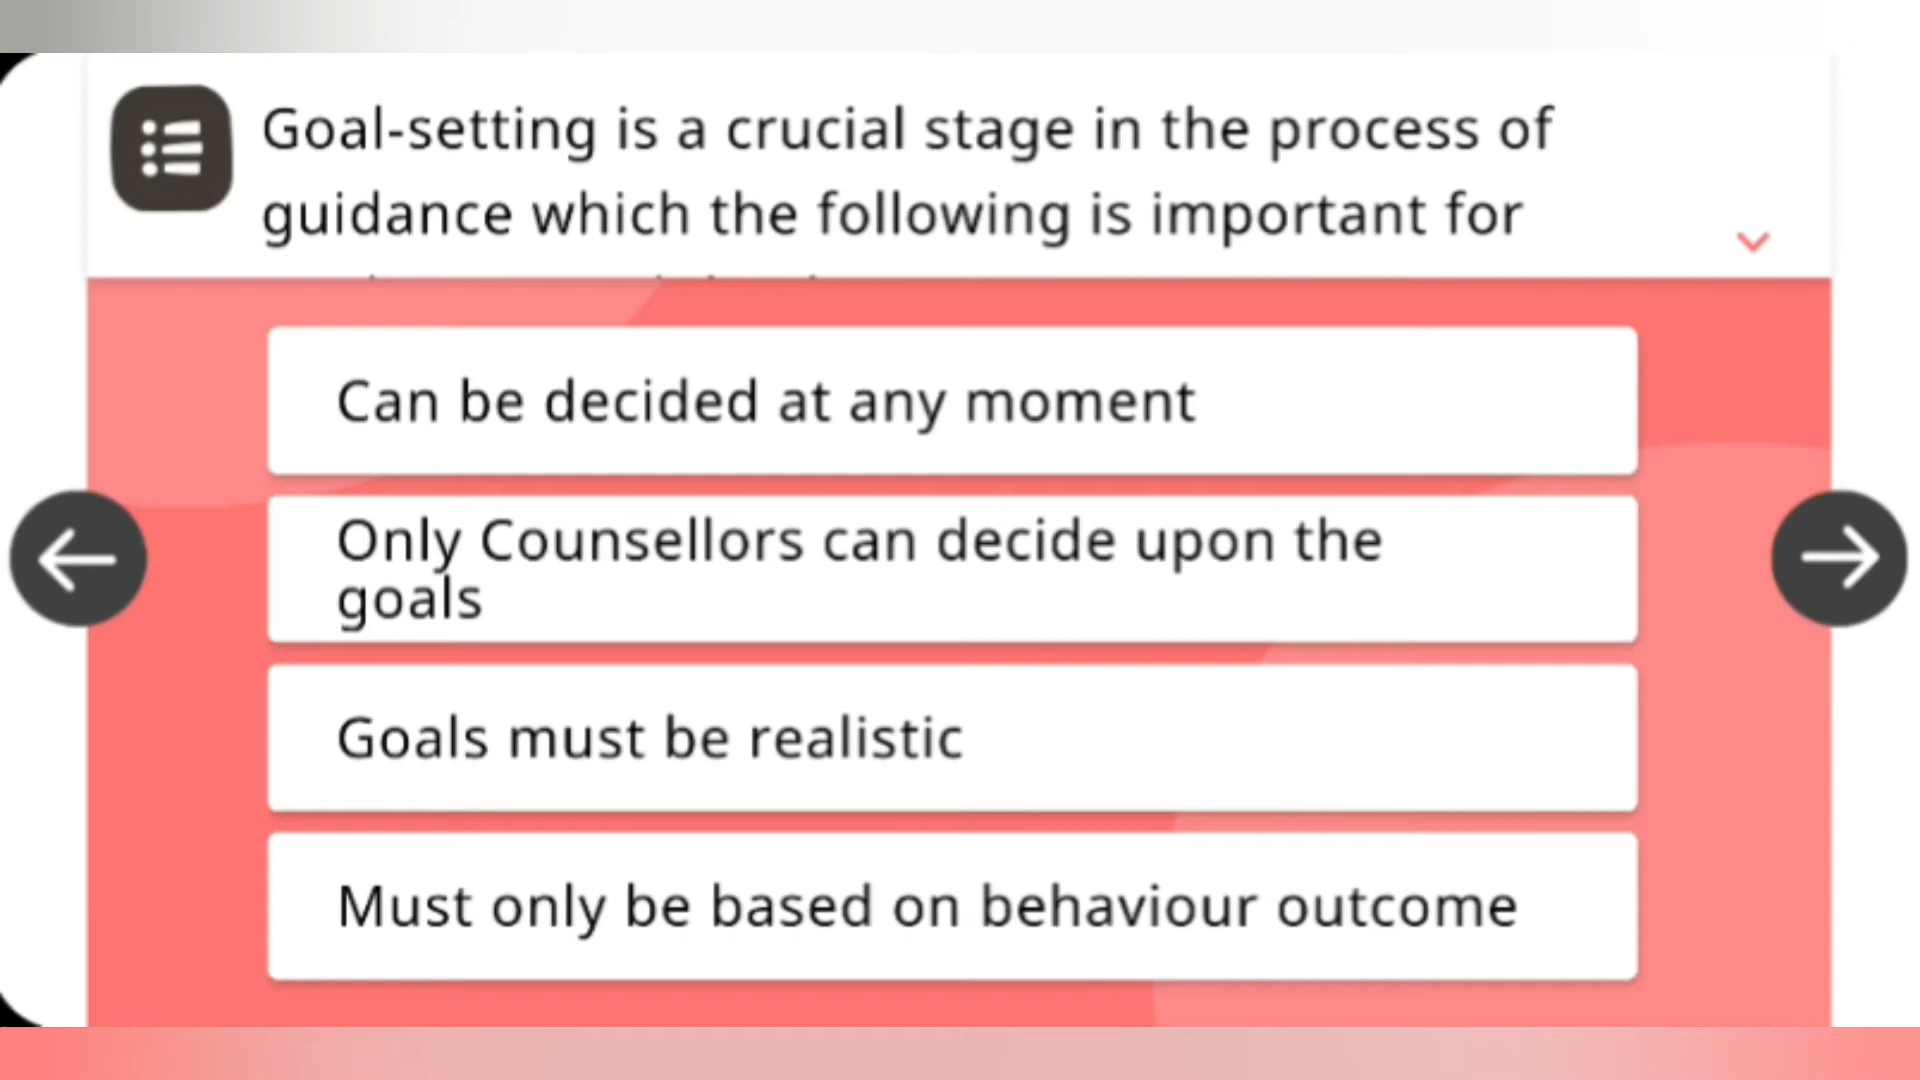 Goal-setting is a crucial stage in the process of
guidance which the following is important for
Can be decided at any moment
Only Counsellors can decide upon the
goals
Goals must be realistic
Must only be based on behaviour outcome